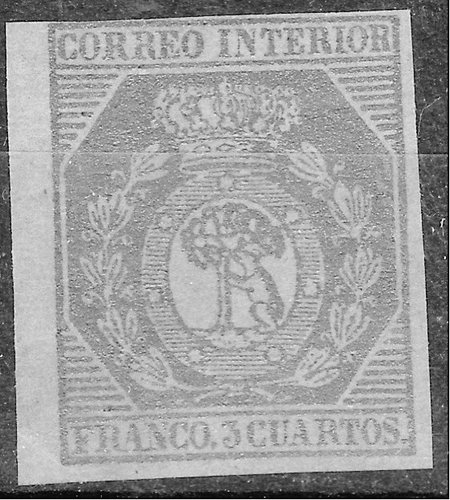 CORREO INTERIOR
FRANCO. 3 CUARTOS.